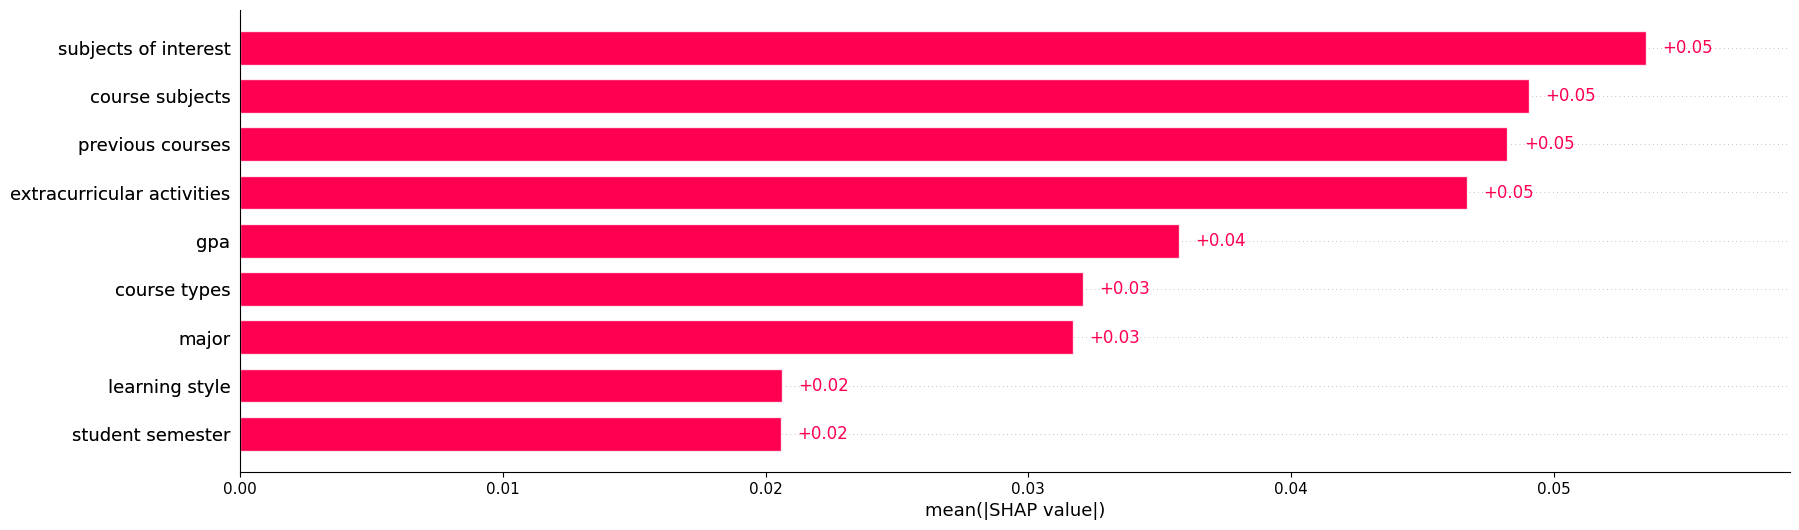 subjects of interest +0.05
course subjects +0.05
previous courses +0.05
extracurricular activities +0.05
gpa +0.04
course types +0.03
major +0.03
learning style +0.02
student semester +0.02
0.00 0.01 0.02 0.03 0.04 0.05
mean(|SHAP value|)